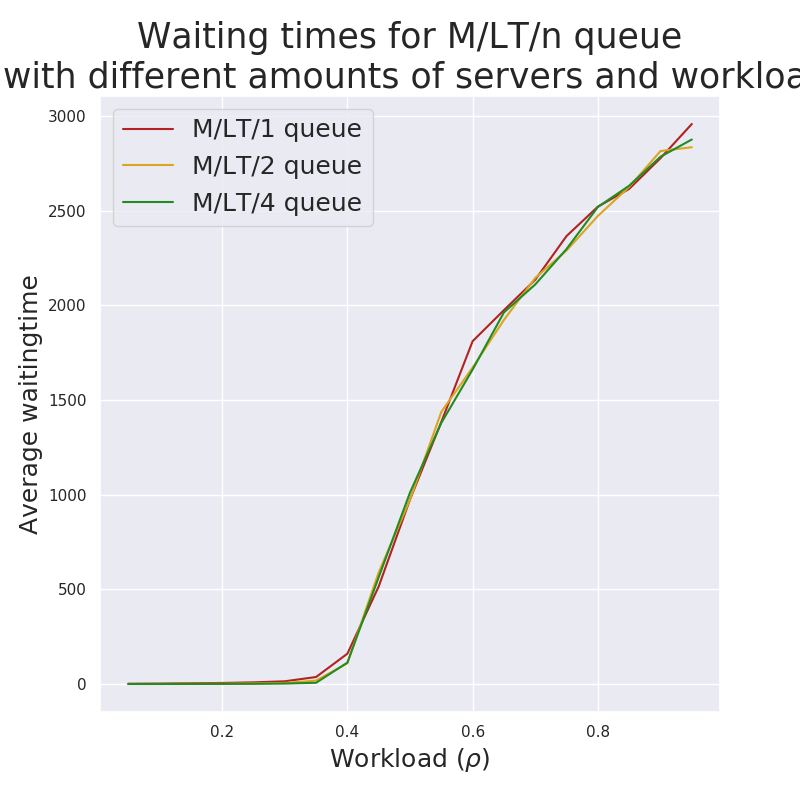 Waiting times for M/LT/n queue
with different amounts of servers and workloa
3000
M/LT/1 queue
M/LT/2 queue
M/LT/4 queue
2500
2000
1500
1000
500
0
Average waitingtime
0.2 0.4 0.6 0.8
Workload (ρ)